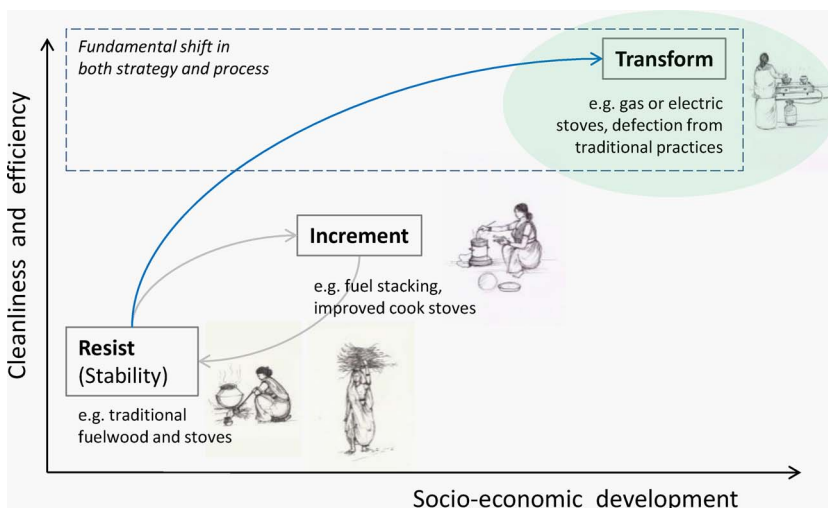 Fundamental shift in
both strategy and process
Transform
e.g. gas or electric
stoves, defection from
traditional practices
Increment
e.g. fuel stacking,
improved cook stoves
Resist
(Stability)
e.g. traditional
fuelwood and stoves
Cleanliness and efficiency
Socio-economic development